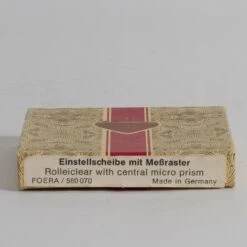 Einstellscheibe mit Meßraster
Rolleiclear with central micro prism
FOERA / 580 070 Made in Germany